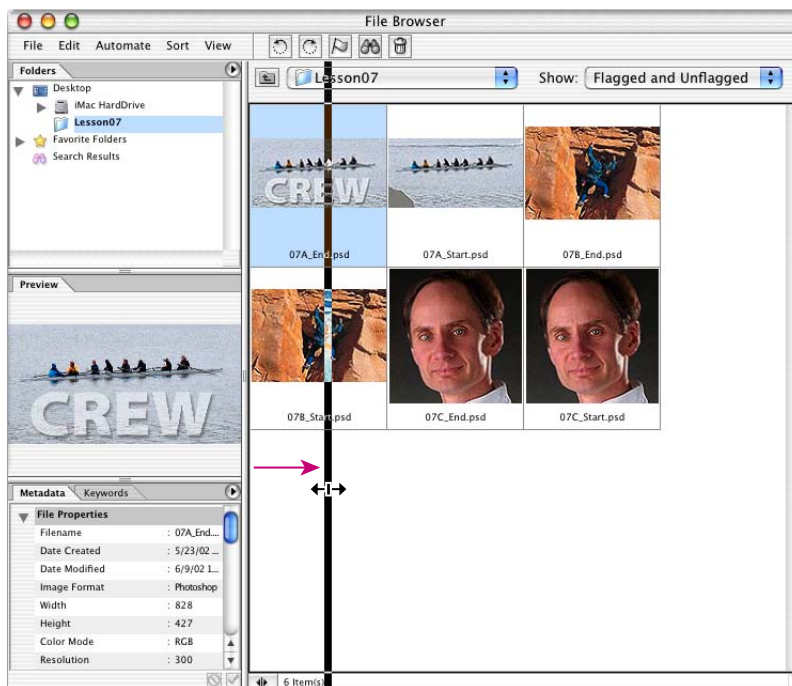 File Browser
File Edit Automate Sort View
Folders
Desktop
iMac HardDrive
Lesson07
Favorite Folders
Search Results
Lesson07
Show: Flagged and Unflagged
CREW
07A_End.psd
07A_Start.psd
07B_End.psd
07B_Start.psd
07C_End.psd
07C_Start.psd
Preview
CREW
Metadata Keywords
File Properties
Filename : 07A_End....
Date Created : 5/23/02 ...
Date Modified : 6/9/02 1...
Image Format : Photoshop
Width : 828
Height : 427
Color Mode : RGB
Resolution : 300
6 Item(s)